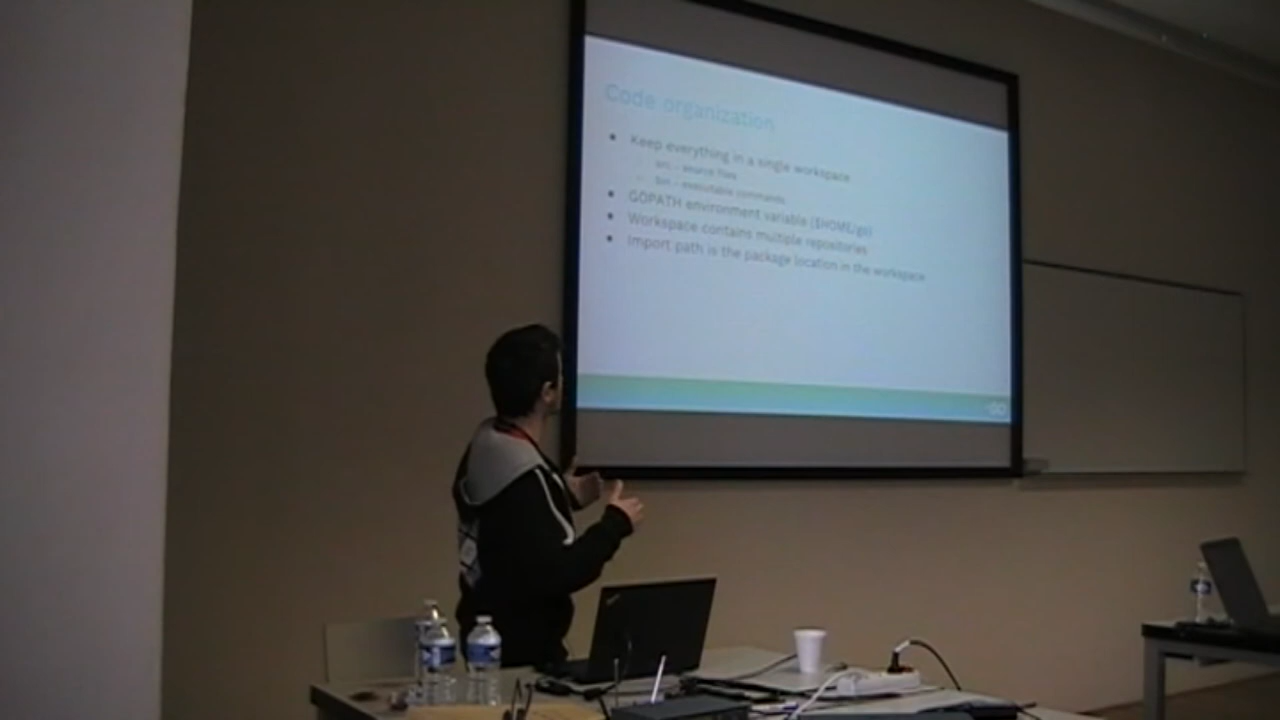 Code organization
Keep everything in a single workspace
src – source files
bin – executable commands
GOPATH environment variable ($HOME/go)
Workspace contains multiple repositories
Import path is the package location in the workspace